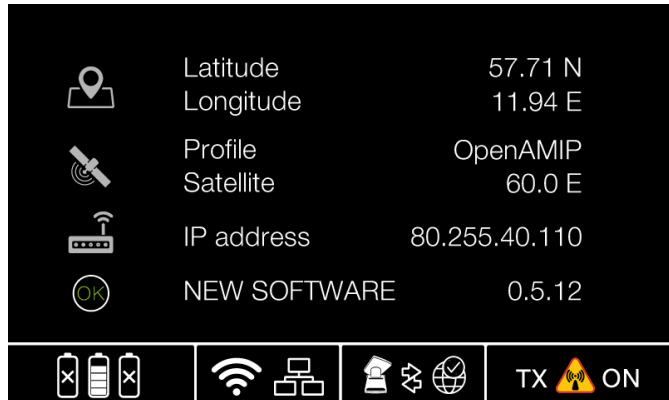 Latitude 57.71 N
Longitude 11.94 E
Profile OpenAMIP
Satellite 60.0 E
IP address 80.255.40.110
OK NEW SOFTWARE 0.5.12
TX ON